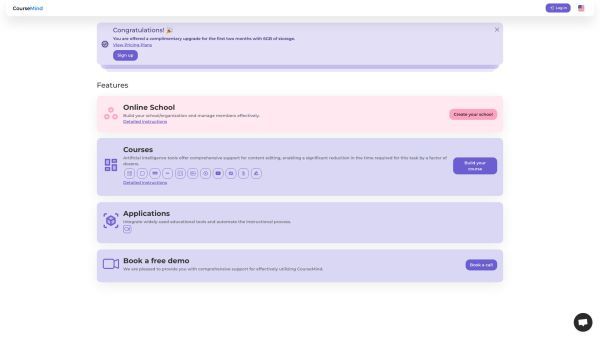 CourseMind
Log in
Congratulations! 🎉
You are offered a complimentary upgrade for the first two months with 6GB of storage.
View Pricing Plans
Sign up
Features
Online School
Build your school/organization and manage members effectively.
Detailed Instructions
Create your school
Courses
Artificial intelligence tools offer comprehensive support for content editing, enabling a significant reduction in the time required for this task by a factor of
dozens.
Detailed Instructions
Build your
course
Applications
Integrate widely-used educational tools and automate the instructional process.
Book a free demo
We are pleased to provide you with comprehensive support for effectively utilizing CourseMind.
Book a call